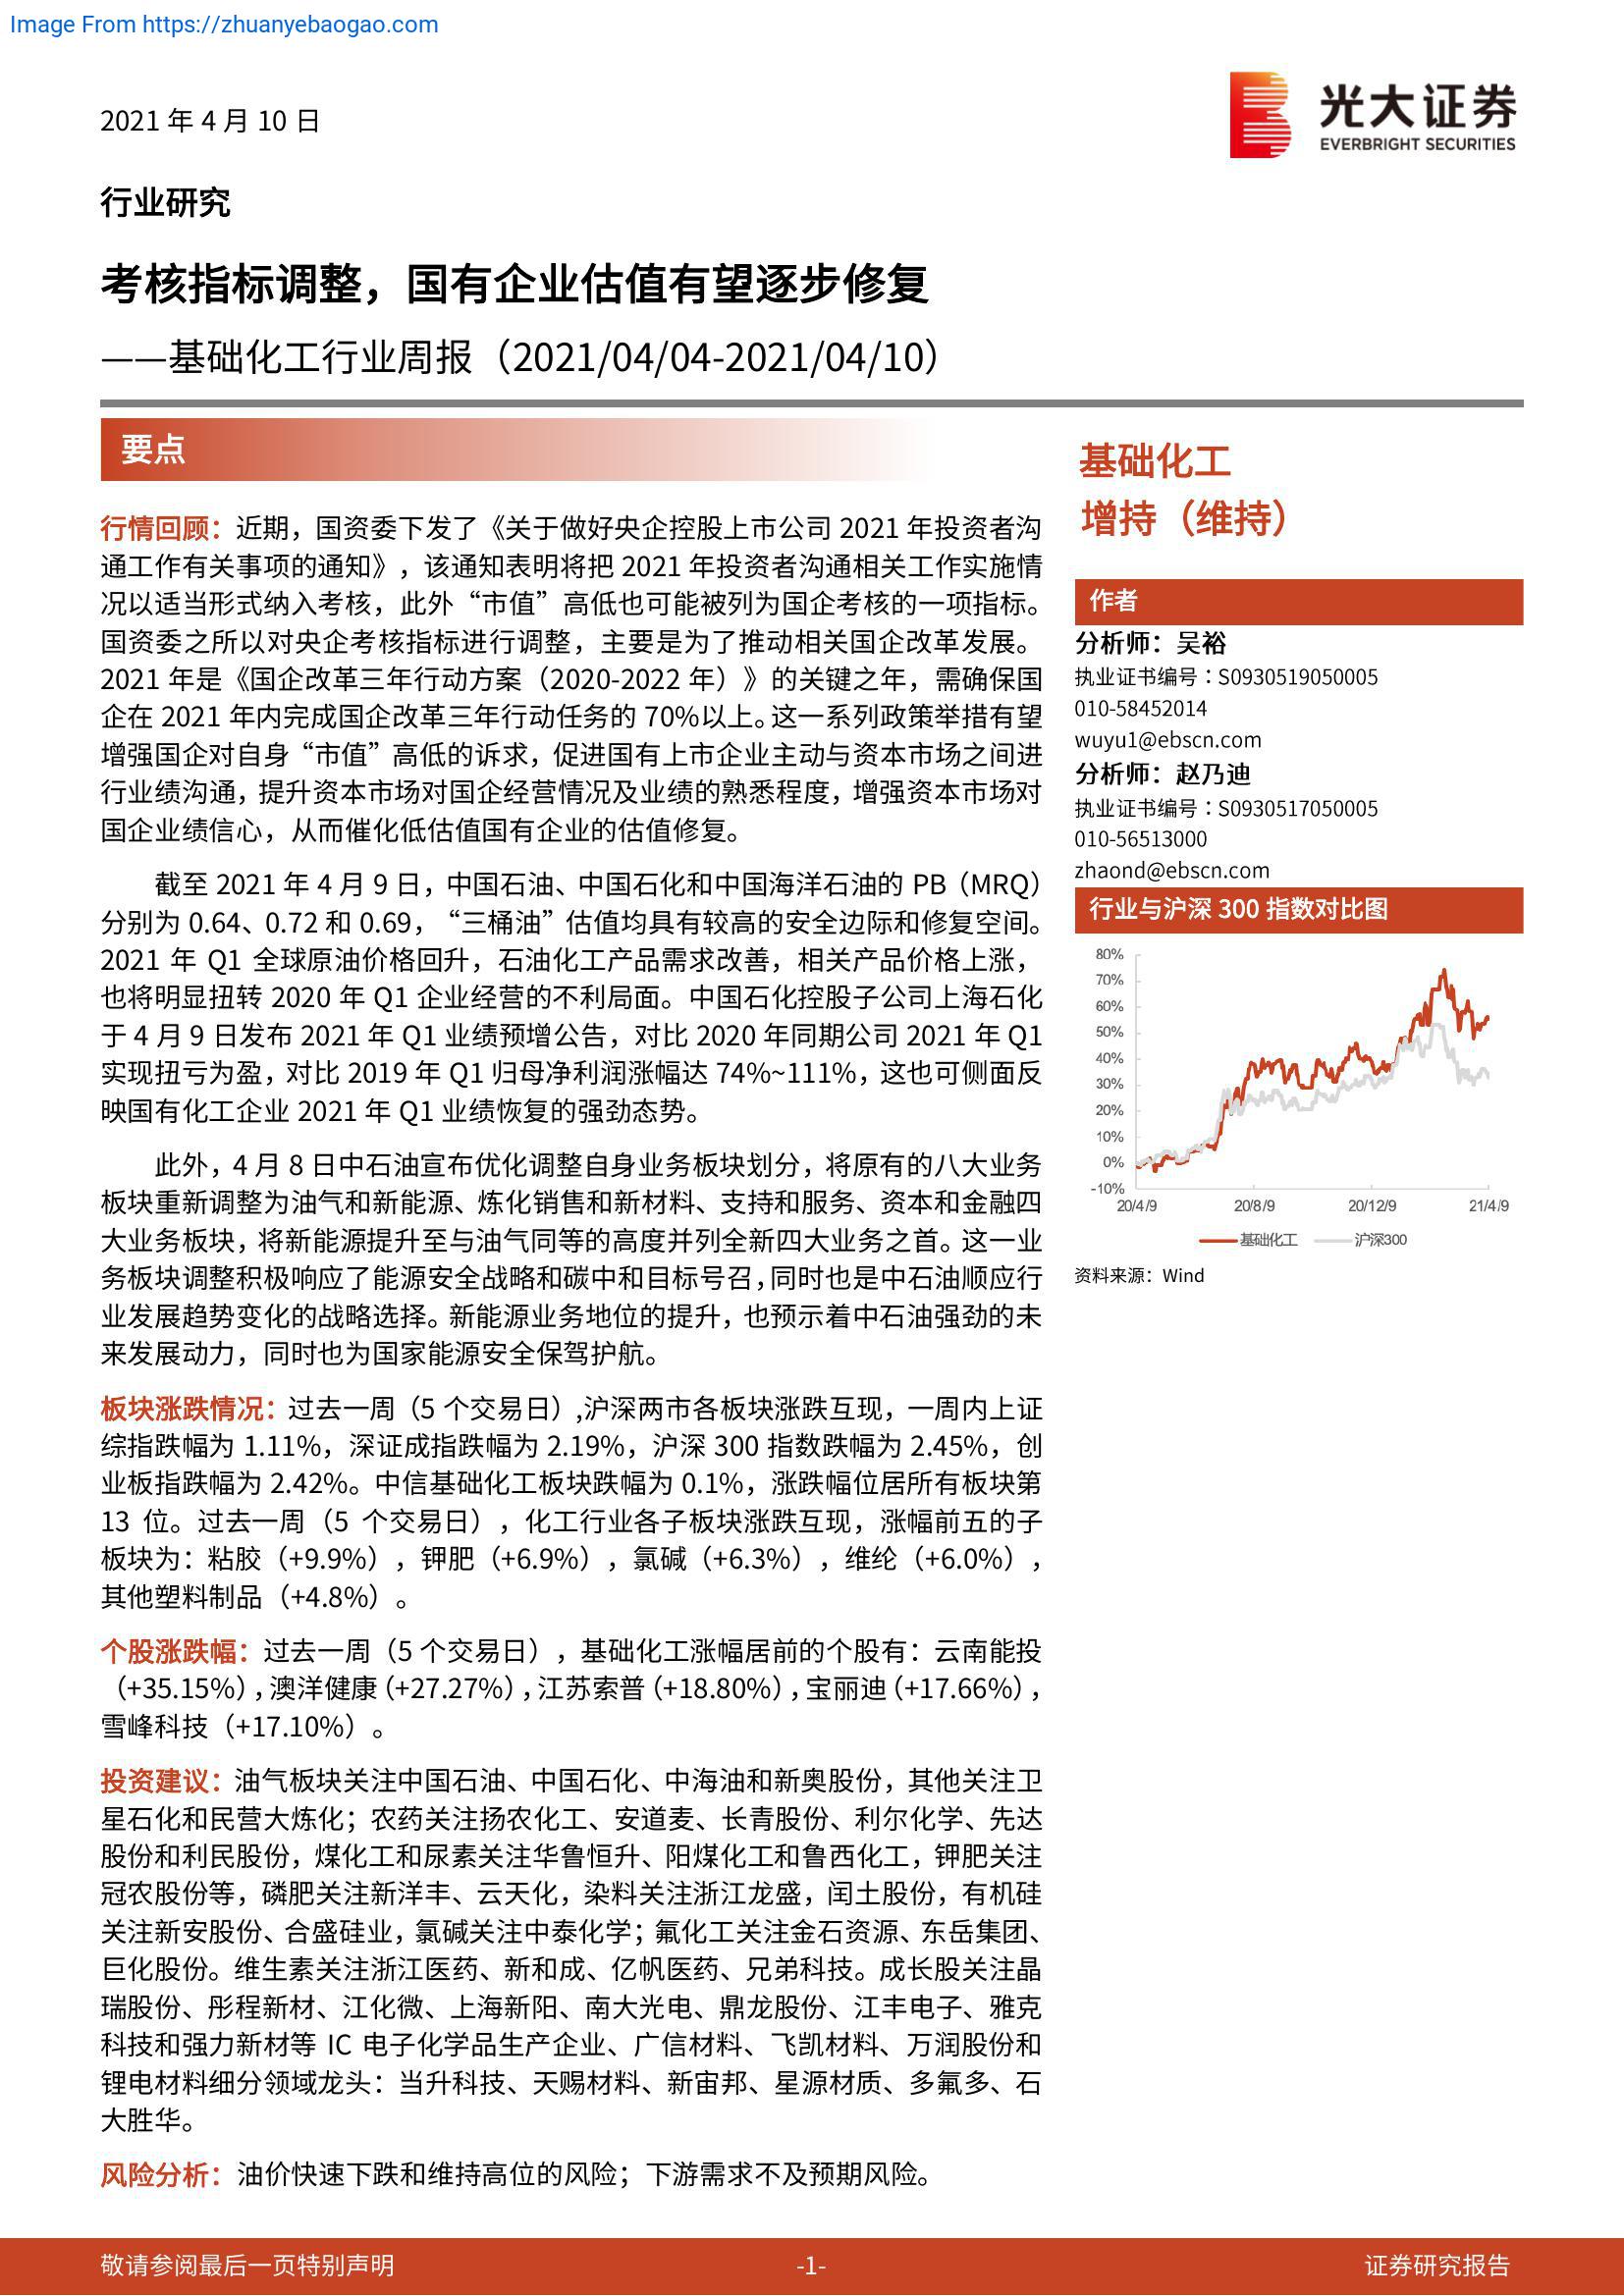 Image From https://zhuanyebaogao.com
2021 年 4 月 10 日
光大证券
EVERBRIGHT SECURITIES
行业研究
考核指标调整，国有企业估值有望逐步修复
——基础化工行业周报（2021/04/04-2021/04/10）
要点
行情回顾：近期，国资委下发了《关于做好央企控股上市公司 2021 年投资者沟
通工作有关事项的通知》，该通知表明将把 2021 年投资者沟通相关工作实施情
况以适当形式纳入考核，此外“市值”高低也可能被列为国企考核的一项指标。
国资委之所以对央企考核指标进行调整，主要是为了推动相关国企改革发展。
2021 年是《国企改革三年行动方案（2020-2022 年）》的关键之年，需确保国
企在 2021 年内完成国企改革三年行动任务的 70%以上。这一系列政策举措有望
增强国企对自身“市值”高低的诉求，促进国有上市企业主动与资本市场之间进
行业绩沟通，提升资本市场对国企经营情况及业绩的熟悉程度，增强资本市场对
国企业绩信心，从而催化低估值国有企业的估值修复。
截至 2021 年 4 月 9 日，中国石油、中国石化和中国海洋石油的 PB（MRQ）
分别为 0.64、0.72 和 0.69，“三桶油”估值均具有较高的安全边际和修复空间。
2021 年 Q1 全球原油价格回升，石油化工产品需求改善，相关产品价格上涨，
也将明显扭转 2020 年 Q1 企业经营的不利局面。中国石化控股子公司上海石化
于 4 月 9 日发布 2021 年 Q1 业绩预增公告，对比 2020 年同期公司 2021 年 Q1
实现扭亏为盈，对比 2019 年 Q1 归母净利润涨幅达 74%~111%，这也可侧面反
映国有化工企业 2021 年 Q1 业绩恢复的强劲态势。
此外，4 月 8 日中石油宣布优化调整自身业务板块划分，将原有的八大业务
板块重新调整为油气和新能源、炼化销售和新材料、支持和服务、资本和金融四
大业务板块，将新能源提升至与油气同等的高度并列全新四大业务之首。这一业
务板块调整积极响应了能源安全战略和碳中和目标号召，同时也是中石油顺应行
业发展趋势变化的战略选择。新能源业务地位的提升，也预示着中石油强劲的未
来发展动力，同时也为国家能源安全保驾护航。
板块涨跌情况：过去一周（5 个交易日）,沪深两市各板块涨跌互现，一周内上证
综指跌幅为 1.11%，深证成指跌幅为 2.19%，沪深 300 指数跌幅为 2.45%，创
业板指跌幅为 2.42%。中信基础化工板块跌幅为 0.1%，涨跌幅位居所有板块第
13 位。过去一周（5 个交易日），化工行业各子板块涨跌互现，涨幅前五的子
板块为：粘胶（+9.9%），钾肥（+6.9%），氯碱（+6.3%），维纶（+6.0%），
其他塑料制品（+4.8%）。
个股涨跌幅：过去一周（5 个交易日），基础化工涨幅居前的个股有：云南能投
（+35.15%），澳洋健康（+27.27%），江苏索普（+18.80%），宝丽迪（+17.66%），
雪峰科技（+17.10%）。
投资建议：油气板块关注中国石油、中国石化、中海油和新奥股份，其他关注卫
星石化和民营大炼化；农药关注扬农化工、安道麦、长青股份、利尔化学、先达
股份和利民股份，煤化工和尿素关注华鲁恒升、阳煤化工和鲁西化工，钾肥关注
冠农股份等，磷肥关注新洋丰、云天化，染料关注浙江龙盛，闰土股份，有机硅
关注新安股份、合盛硅业，氯碱关注中泰化学；氟化工关注金石资源、东岳集团、
巨化股份。维生素关注浙江医药、新和成、亿帆医药、兄弟科技。成长股关注晶
瑞股份、彤程新材、江化微、上海新阳、南大光电、鼎龙股份、江丰电子、雅克
科技和强力新材等 IC 电子化学品生产企业、广信材料、飞凯材料、万润股份和
锂电材料细分领域龙头：当升科技、天赐材料、新宙邦、星源材质、多氟多、石
大胜华。
风险分析：油价快速下跌和维持高位的风险；下游需求不及预期风险。
基础化工
增持（维持）
作者
分析师：吴裕
执业证书编号：S0930519050005
010-58452014
wuyu1@ebscn.com
分析师：赵乃迪
执业证书编号：S0930517050005
010-56513000
zhaond@ebscn.com
行业与沪深 300 指数对比图
80%
70%
60%
50%
40%
30%
20%
10%
0%
-10%
20/4/9 20/8/9 20/12/9 21/4/9
基础化工 沪深300
资料来源：Wind
敬请参阅最后一页特别声明 -1- 证券研究报告